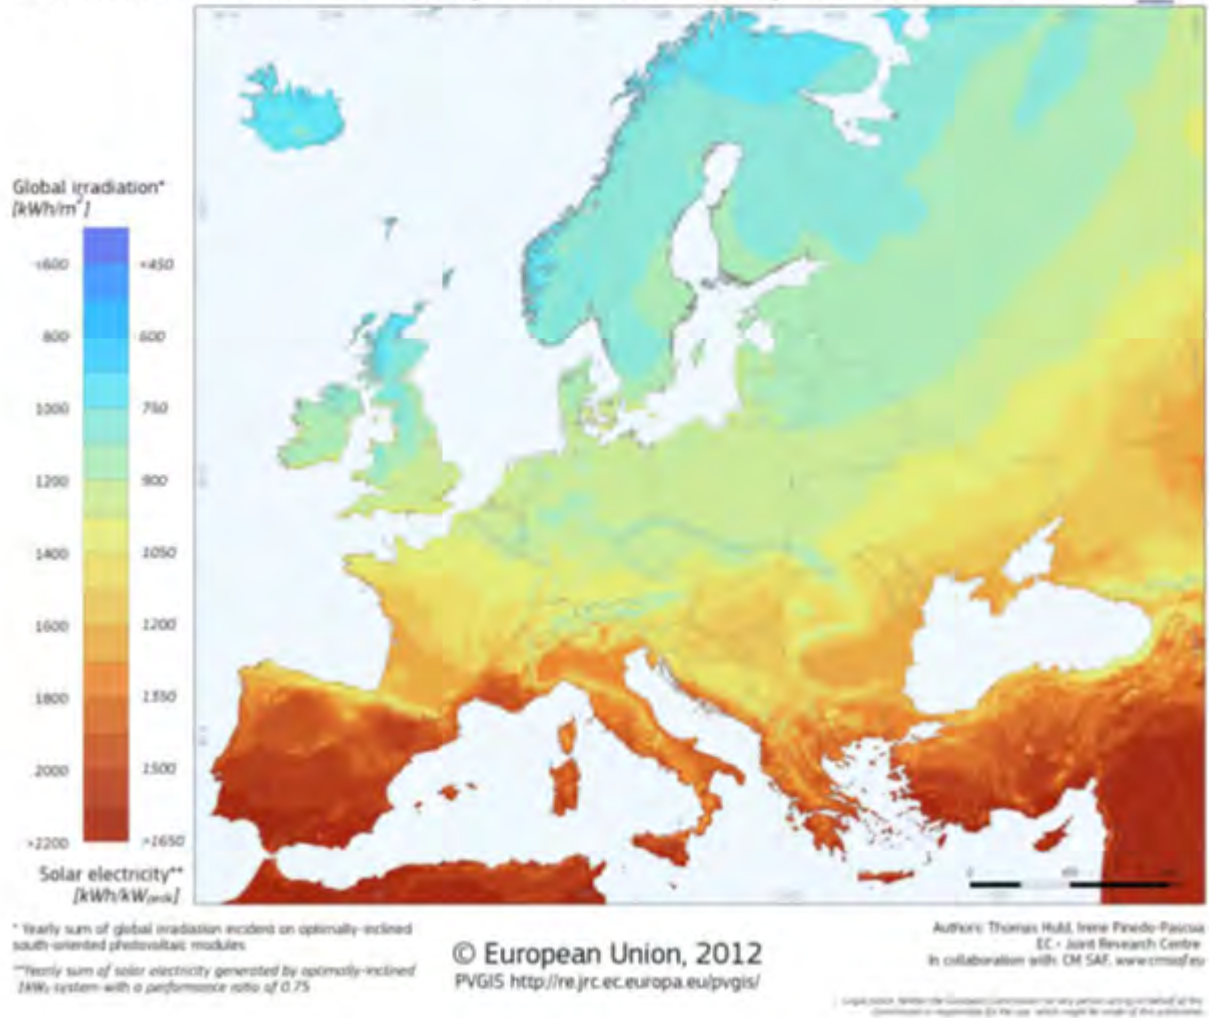 Global irradiation*
[kWh/m²]
<600 <450
800 600
1000 750
1200 900
1400 1050
1600 1200
1800 1350
2000 1500
>2200 >1650
Solar electricity**
[kWh/kWpeak]
* Yearly sum of global irradiation incident on optimally-inclined
south-oriented photovoltaic modules
**Yearly sum of solar electricity generated by optimally-inclined
1kWp system with a performance ratio of 0.75
© European Union, 2012
PVGIS http://re.jrc.ec.europa.eu/pvgis/
Authors: Thomas Huld, Irene Pinedo-Pascua
EC - Joint Research Centre
In collaboration with: CM SAF, www.cmsaf.eu